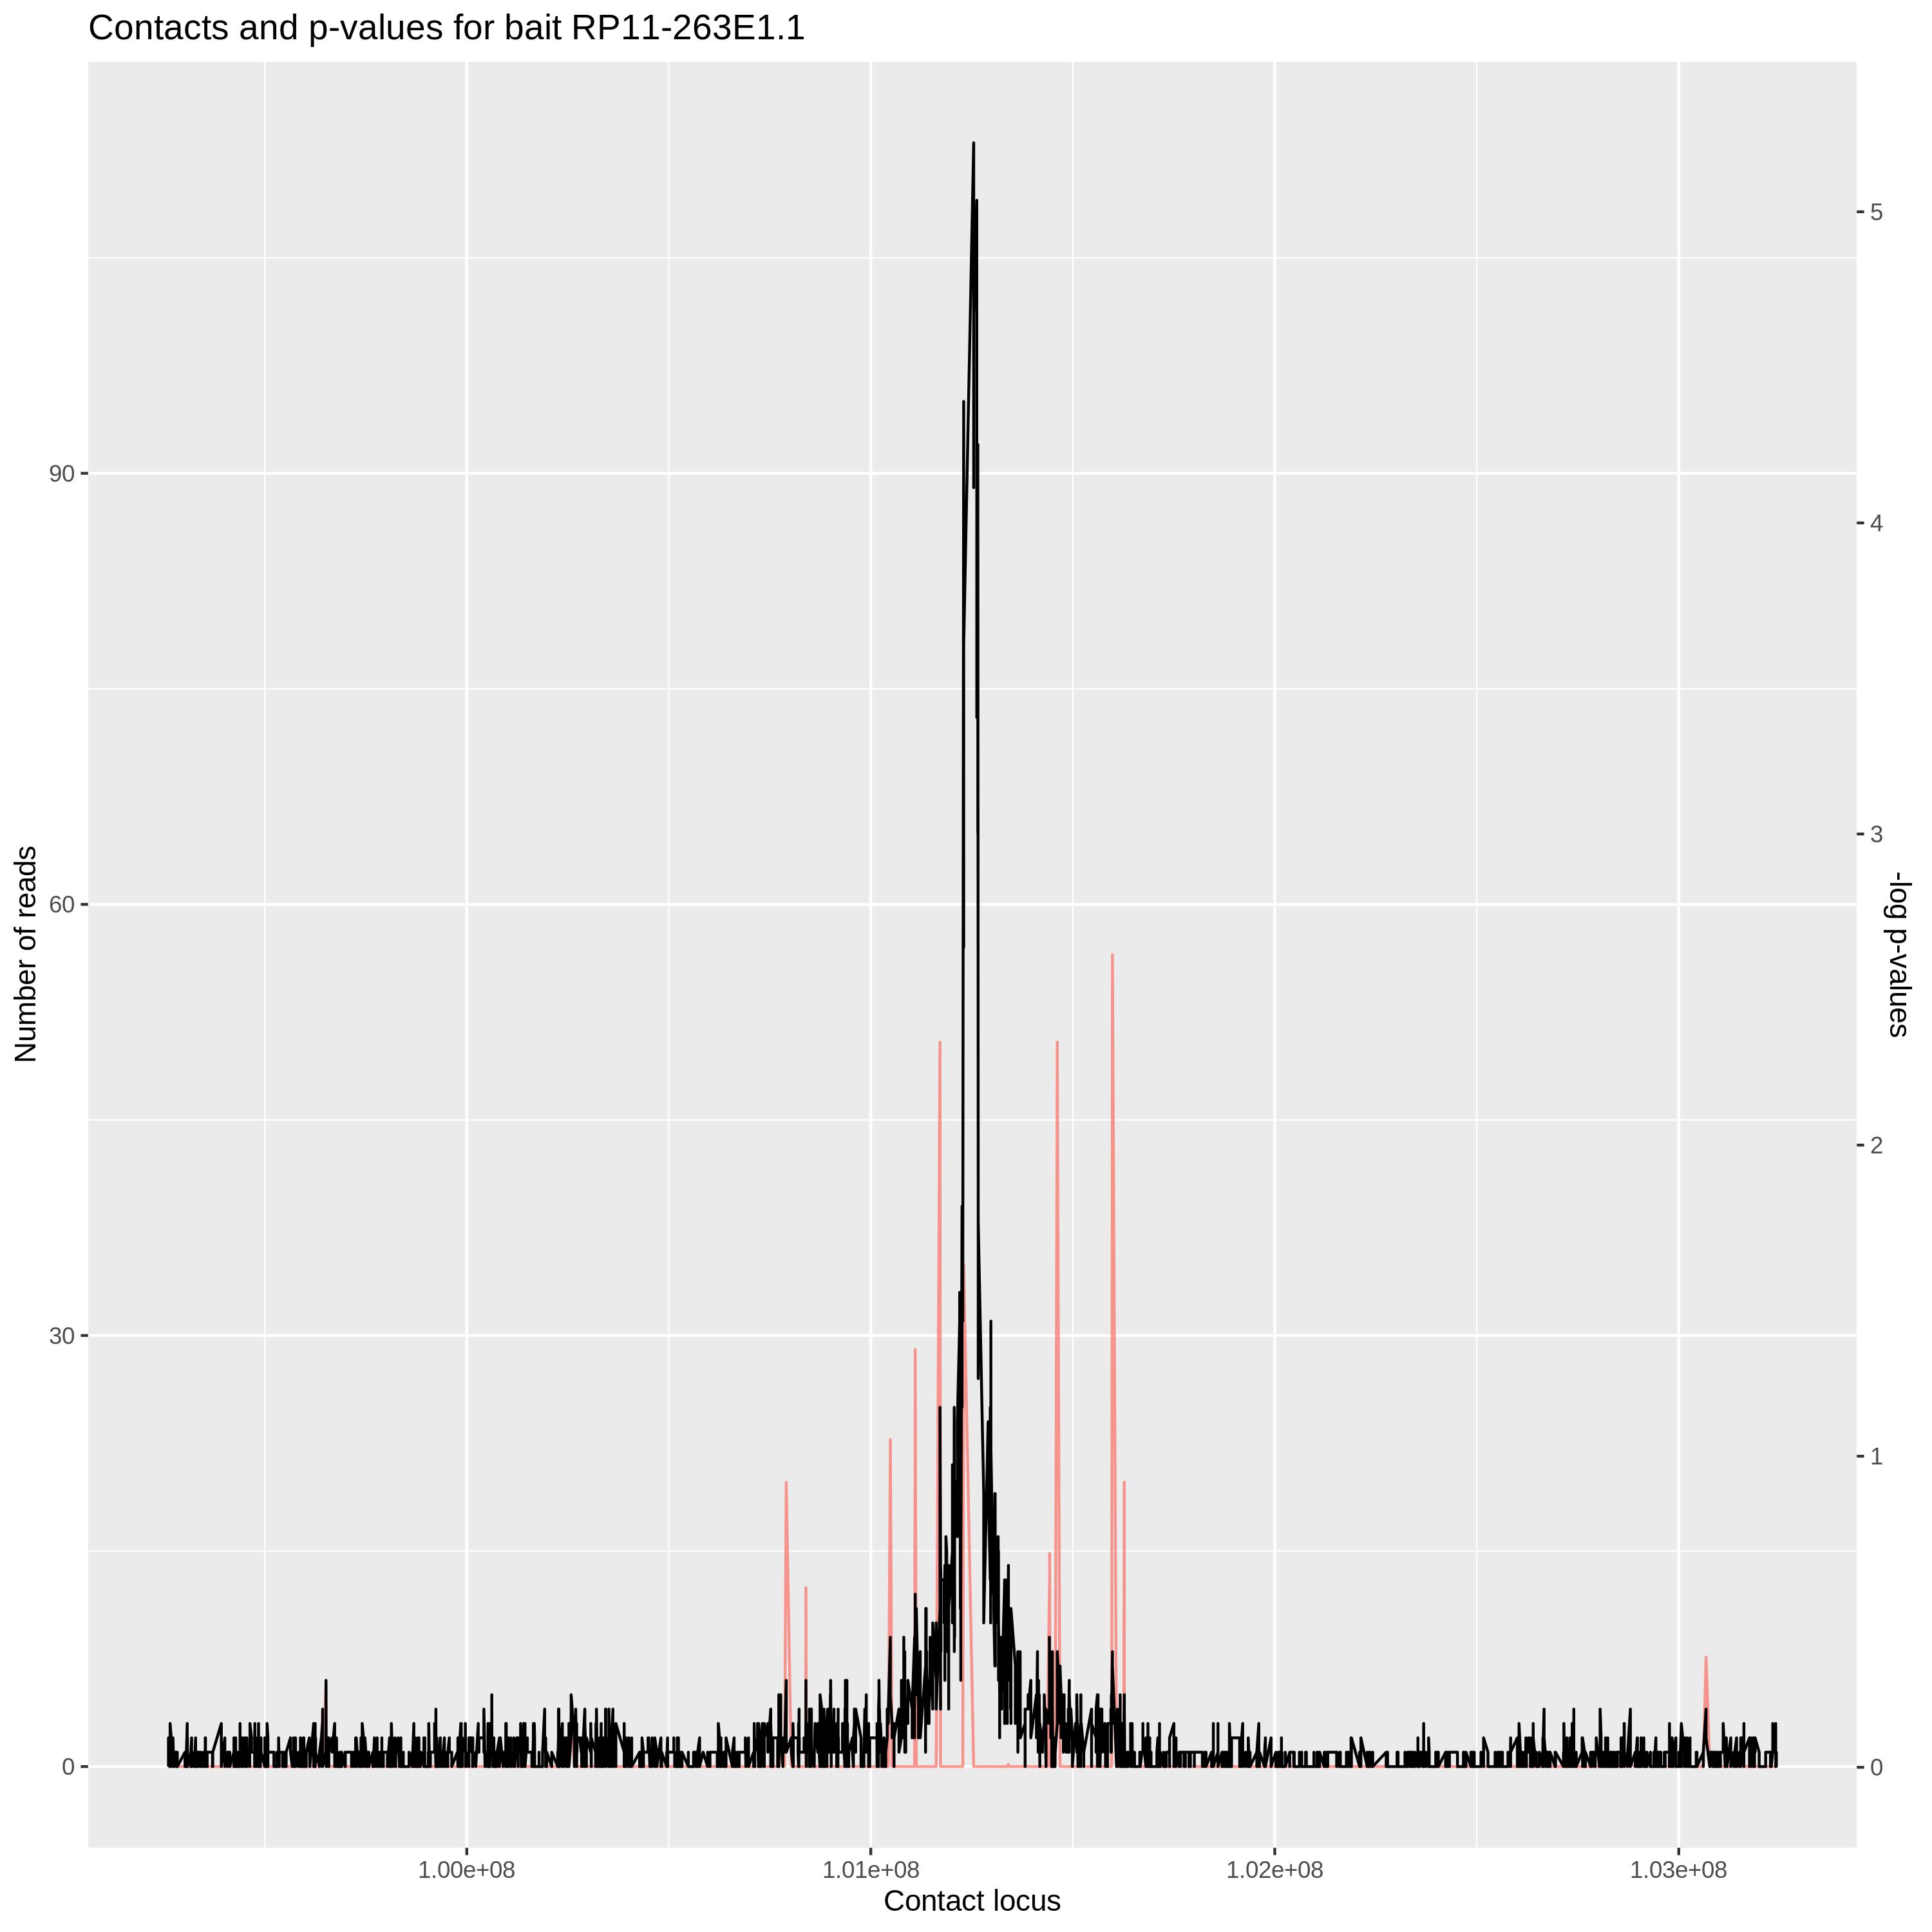 Contacts and p-values for bait RP11-263E1.1
Number of reads
90
60
30
0
5
4
3
2
1
0
-log p-values
1.00e+08 1.01e+08 1.02e+08 1.03e+08
Contact locus